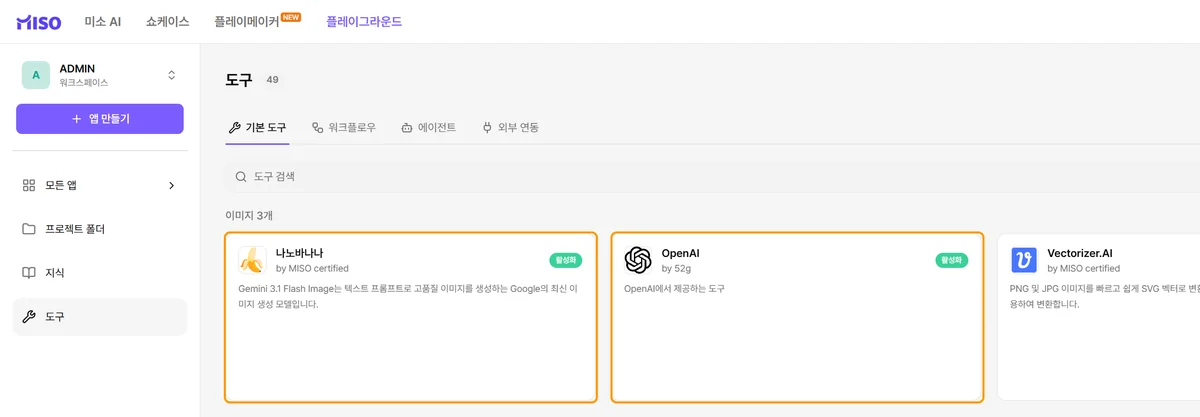 MISO 미소 AI 쇼케이스 플레이메이커 NEW 플레이그라운드
A ADMIN
워크스페이스
+ 앱 만들기
모든 앱
프로젝트 폴더
지식
도구
도구 49
기본 도구 워크플로우 에이전트 외부 연동
도구 검색
이미지 3개
나노바나나
by MISO certified
활성화
Gemini 3.1 Flash Image는 텍스트 프롬프트로 고품질 이미지를 생성하는 Google의 최신 이
미지 생성 모델입니다.
OpenAI
by 52g
활성화
OpenAI에서 제공하는 도구
Vectorizer.AI
by MISO certified
PNG 및 JPG 이미지를 빠르고 쉽게 SVG 벡터로 변환
용하여 변환합니다.